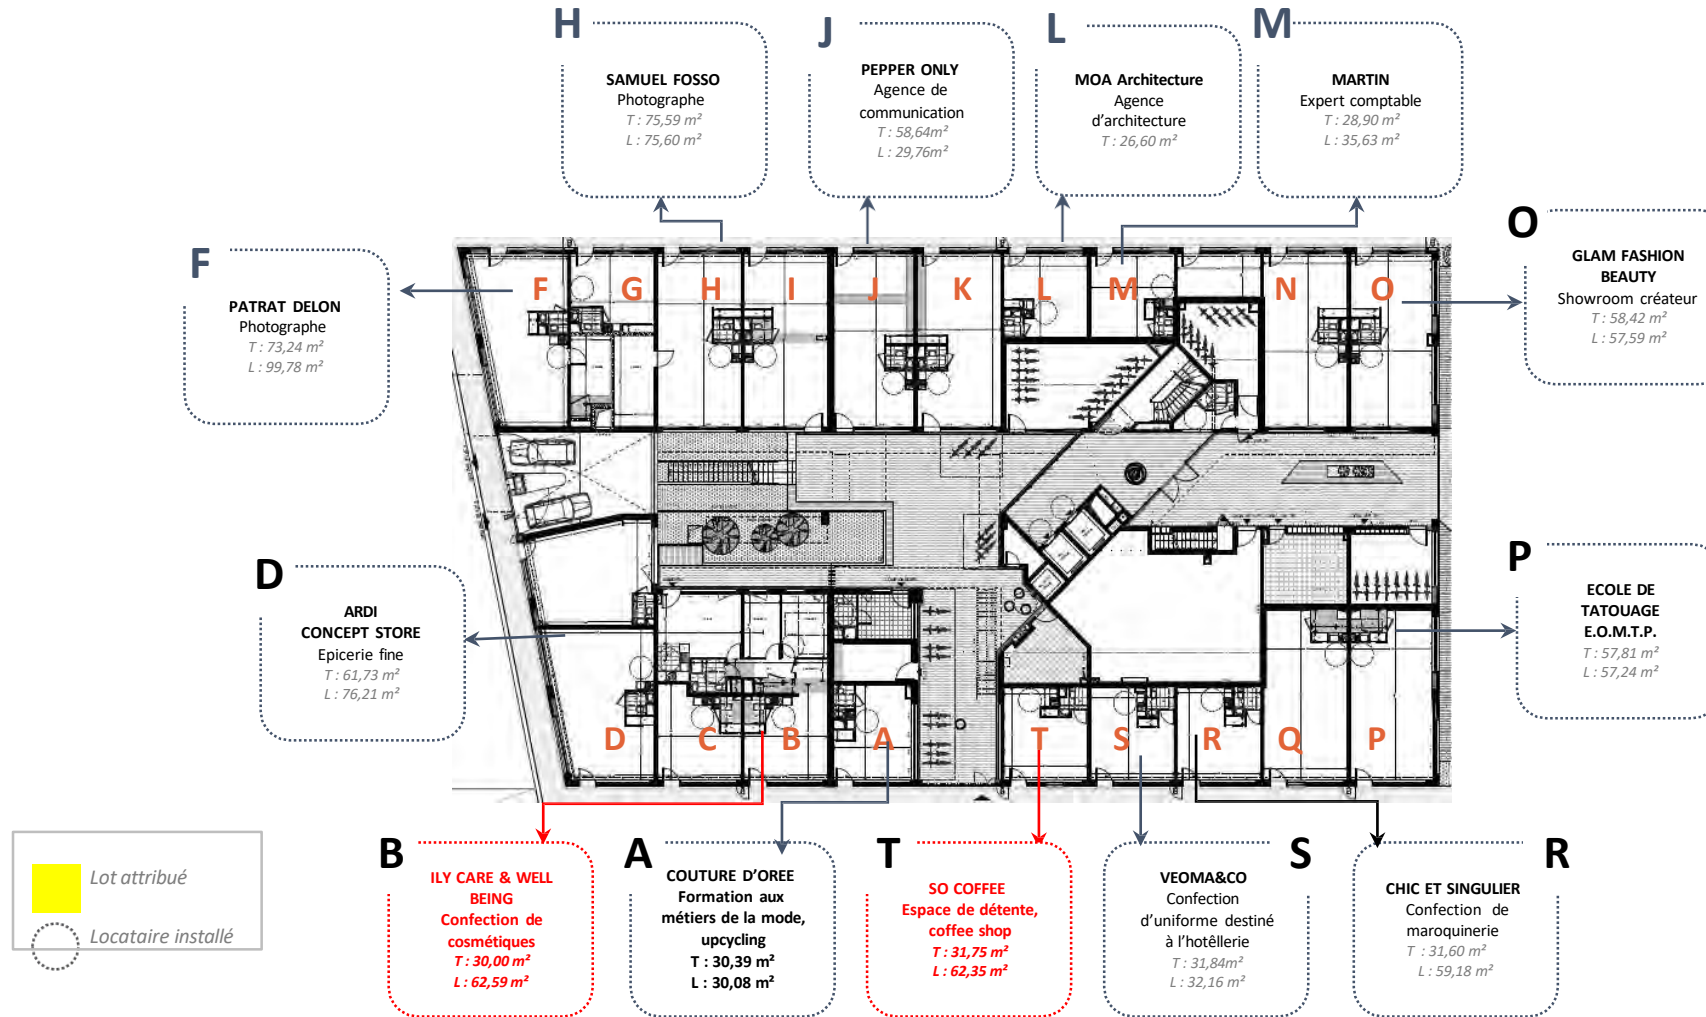 H
SAMUEL FOSSO
Photographe
T : 75,59 m²
L : 75,60 m²
J
PEPPER ONLY
Agence de
communication
T : 58,64m²
L : 29,76m²
L
MOA Architecture
Agence
d’architecture
T : 26,60 m²
M
MARTIN
Expert comptable
T : 28,90 m²
L : 35,63 m²
F
PATRAT DELON
Photographe
T : 73,24 m²
L : 99,78 m²
O
GLAM FASHION
BEAUTY
Showroom créateur
T : 58,42 m²
L : 57,59 m²
F G H I J K L M N O
D
ARDI
CONCEPT STORE
Epicerie fine
T : 61,73 m²
L : 76,21 m²
P
ECOLE DE
TATOUAGE
E.O.M.T.P.
T : 57,81 m²
L : 57,24 m²
D C B A T S R Q P
Lot attribué
Locataire installé
B
ILY CARE & WELL
BEING
Confection de
cosmétiques
T : 30,00 m²
L : 62,59 m²
A
COUTURE D’OREE
Formation aux
métiers de la mode,
upcycling
T : 30,39 m²
L : 30,08 m²
T
SO COFFEE
Espace de détente,
coffee shop
T : 31,75 m²
L : 62,35 m²
S
VEOMA&CO
Confection
d’uniforme destiné
à l’hotêllerie
T : 31,84m²
L : 32,16 m²
R
CHIC ET SINGULIER
Confection de
maroquinerie
T : 31,60 m²
L : 59,18 m²